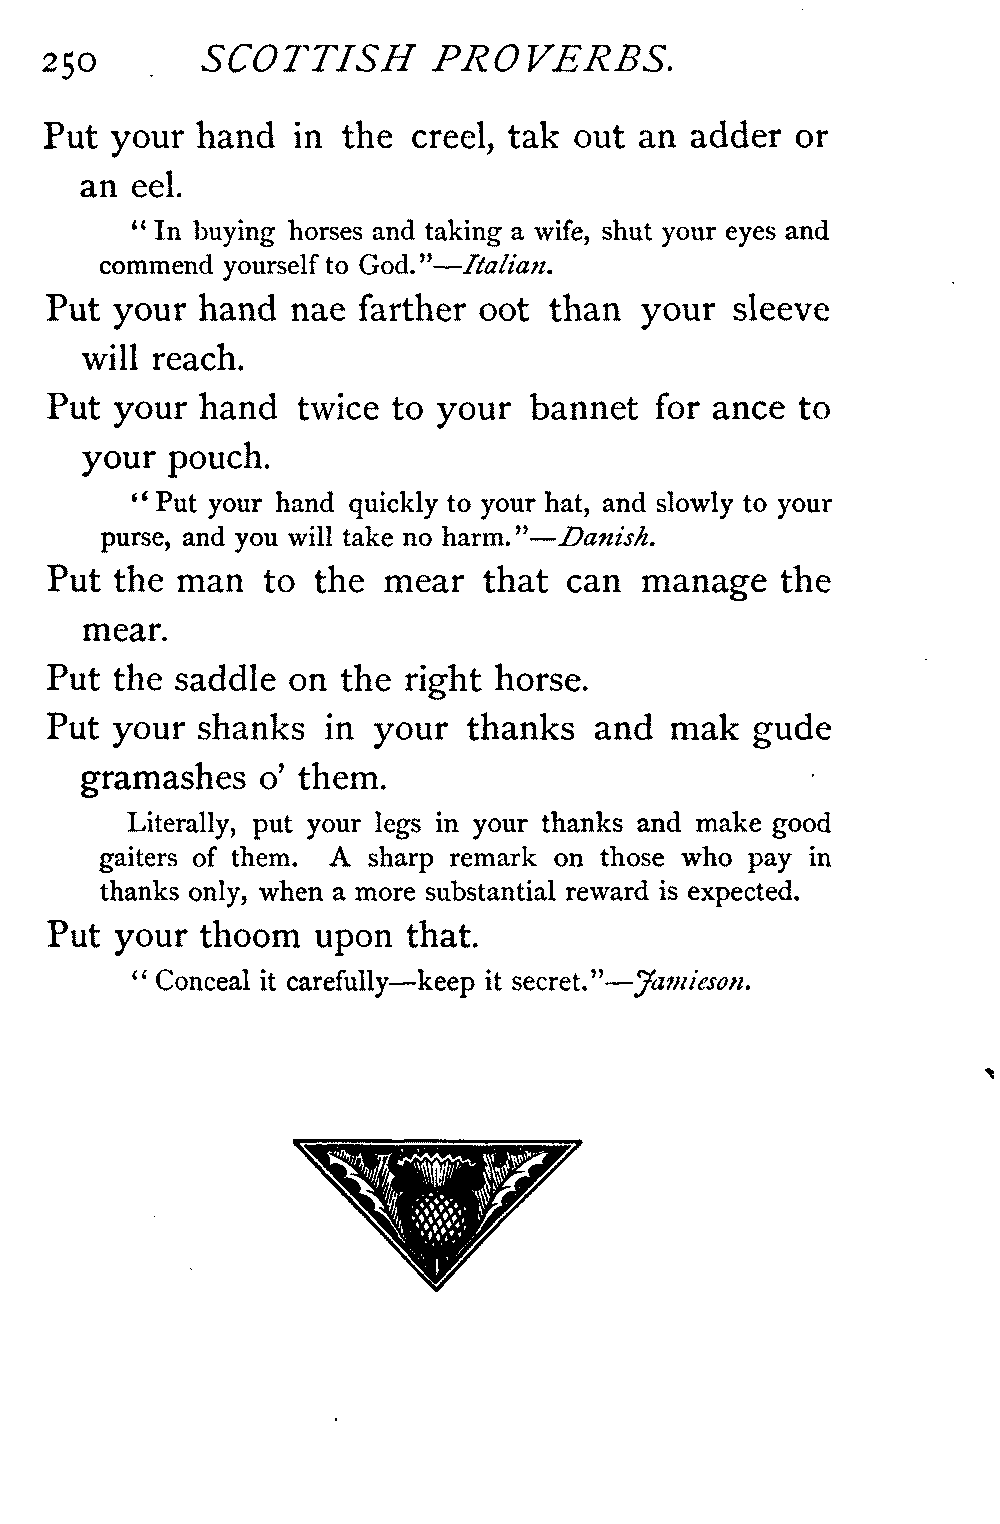 250 SCOTTISH PROVERBS.
Put your hand in the creel, tak out an adder or
an eel.
“ In buying horses and taking a wife, shut your eyes and
commend yourself to God.”—Italian.
Put your hand nae farther oot than your sleeve
will reach.
Put your hand twice to your bannet for ance to
your pouch.
“ Put your hand quickly to your hat, and slowly to your
purse, and you will take no harm.”—Danish.
Put the man to the mear that can manage the
mear.
Put the saddle on the right horse.
Put your shanks in your thanks and mak gude
gramashes o’ them.
Literally, put your legs in your thanks and make good
gaiters of them. A sharp remark on those who pay in
thanks only, when a more substantial reward is expected.
Put your thoom upon that.
“ Conceal it carefully—keep it secret.”—Jamieson.